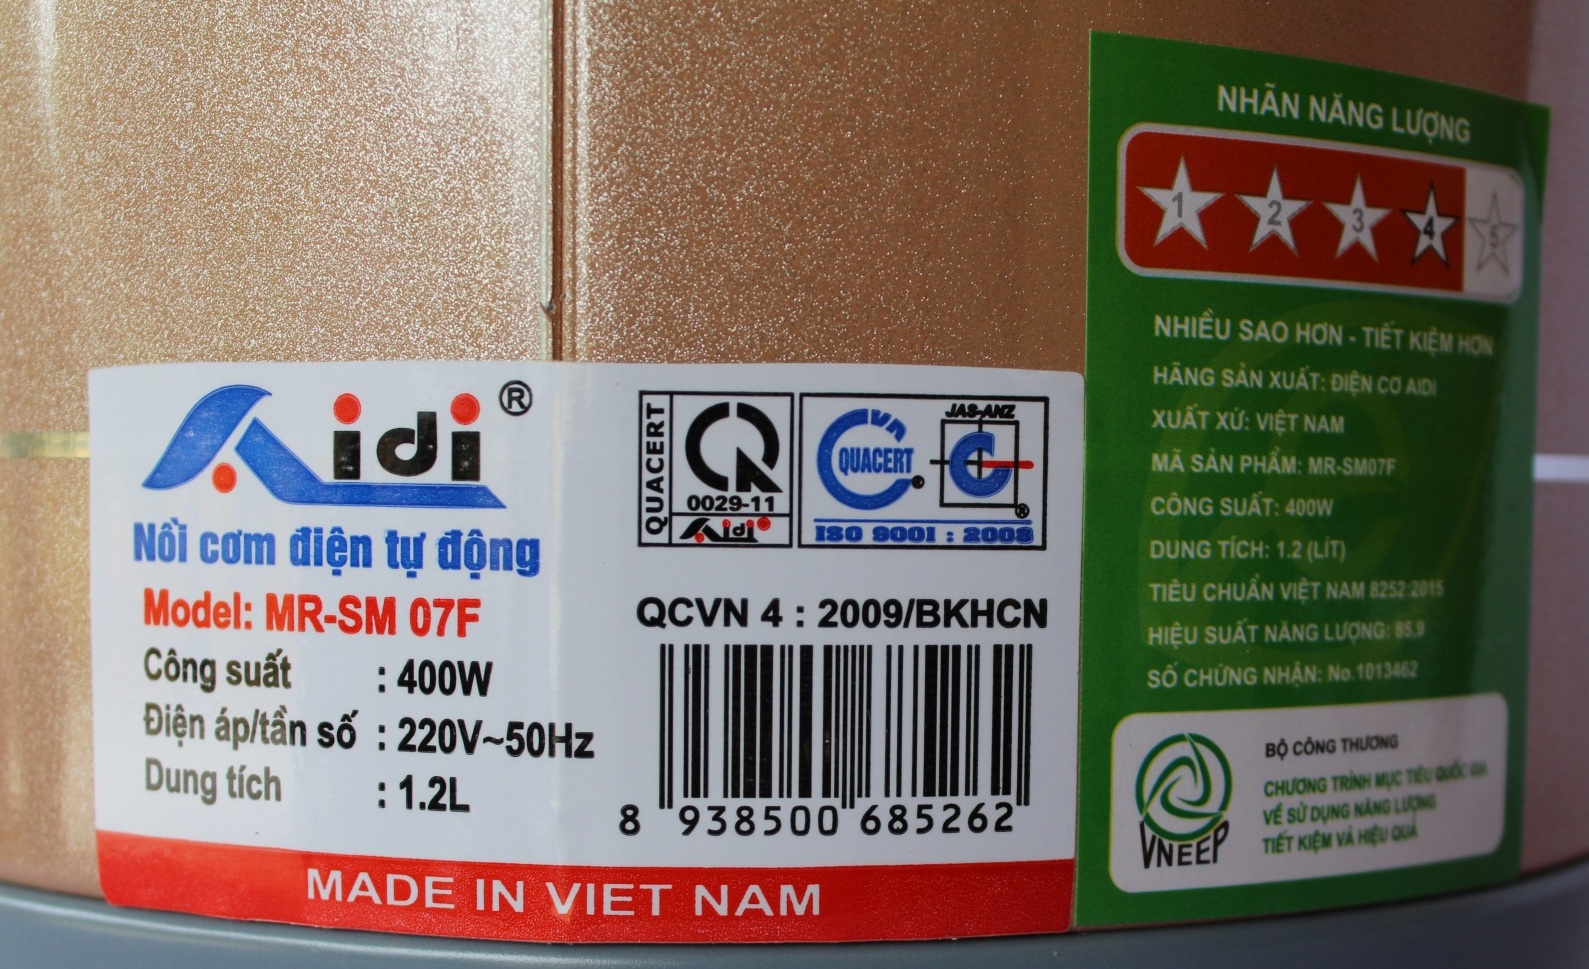 Aidi ®
Nồi cơm điện tự động
Model: MR-SM 07F
Công suất : 400W
Điện áp/tần số : 220V~50Hz
Dung tích : 1.2L
QUACERT
0029-11
Aidi
VN
QUACERT
JAS-ANZ
®
ISO 9001 : 2008
QCVN 4 : 2009/BKHCN
8 938500 685262
MADE IN VIET NAM
NHÃN NĂNG LƯỢNG
1 2 3 4 5
NHIỀU SAO HƠN - TIẾT KIỆM HƠN
HÃNG SẢN XUẤT: ĐIỆN CƠ AIDI
XUẤT XỨ: VIỆT NAM
MÃ SẢN PHẨM: MR-SM07F
CÔNG SUẤT: 400W
DUNG TÍCH: 1.2 (LÍT)
TIÊU CHUẨN VIỆT NAM 8252:2015
HIỆU SUẤT NĂNG LƯỢNG: 85.9
SỐ CHỨNG NHẬN: No.1013462
VNEEP
BỘ CÔNG THƯƠNG
CHƯƠNG TRÌNH MỤC TIÊU QUỐC GIA
VỀ SỬ DỤNG NĂNG LƯỢNG
TIẾT KIỆM VÀ HIỆU QUẢ